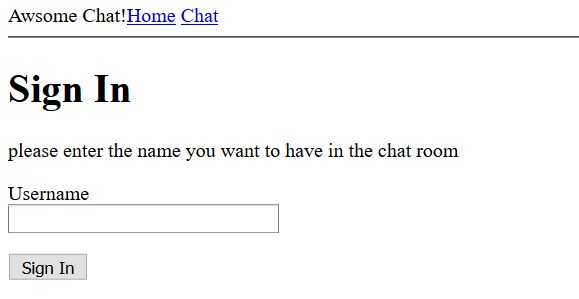 Awsome Chat!Home Chat
Sign In
please enter the name you want to have in the chat room
Username
Sign In